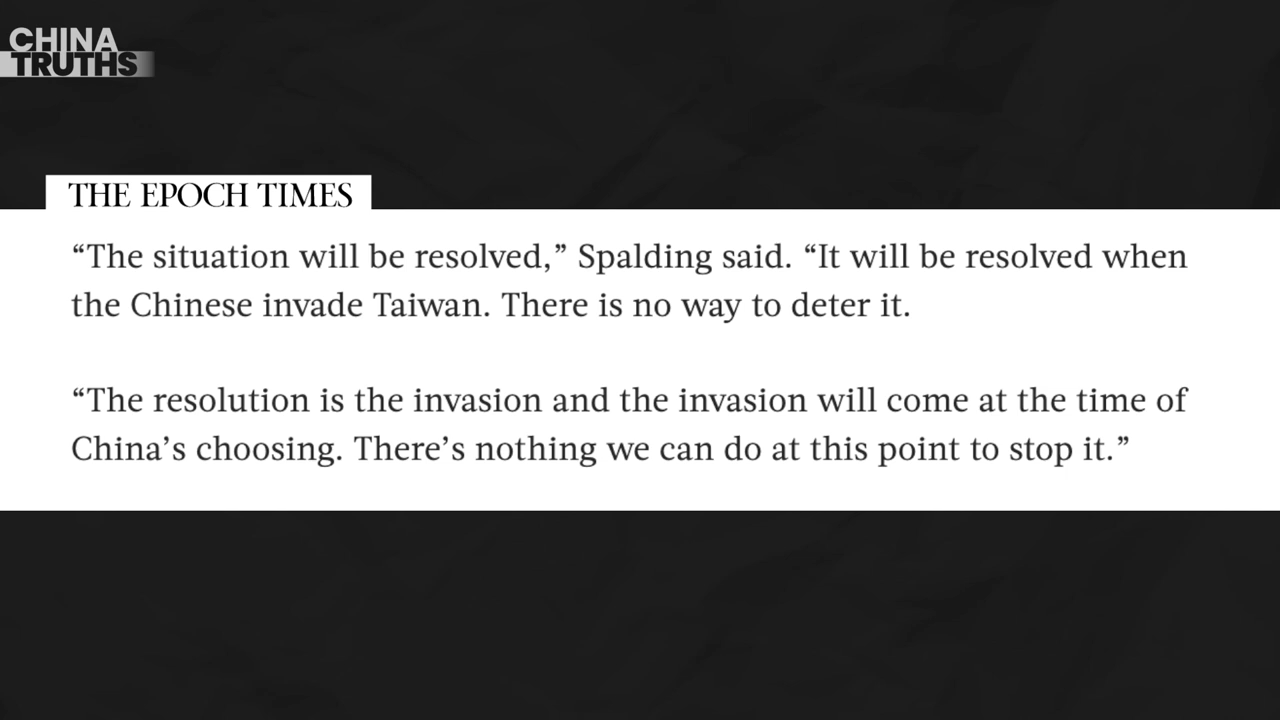 CHINA
TRUTHS
THE EPOCH TIMES
“The situation will be resolved,” Spalding said. “It will be resolved when
the Chinese invade Taiwan. There is no way to deter it.
“The resolution is the invasion and the invasion will come at the time of
China’s choosing. There’s nothing we can do at this point to stop it.”